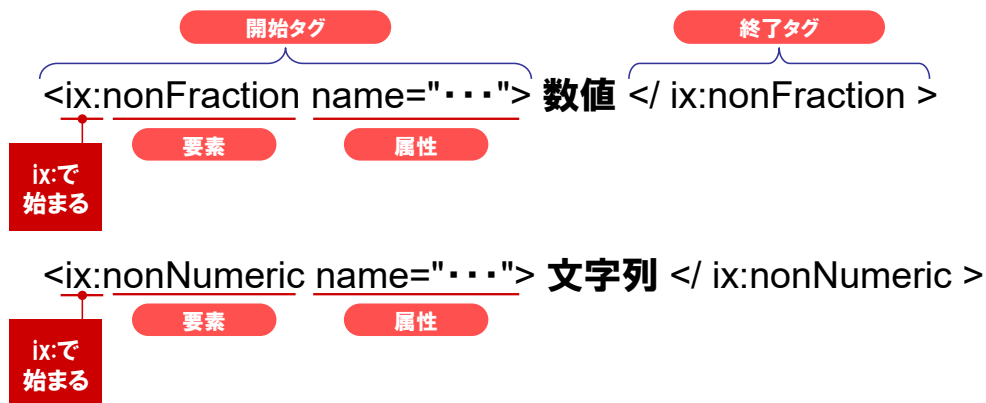 開始タグ 終了タグ
<ix:nonFraction name="・・・"> 数値 </ ix:nonFraction >
要素 属性
ix:で
始まる
<ix:nonNumeric name="・・・"> 文字列 </ ix:nonNumeric >
要素 属性
ix:で
始まる